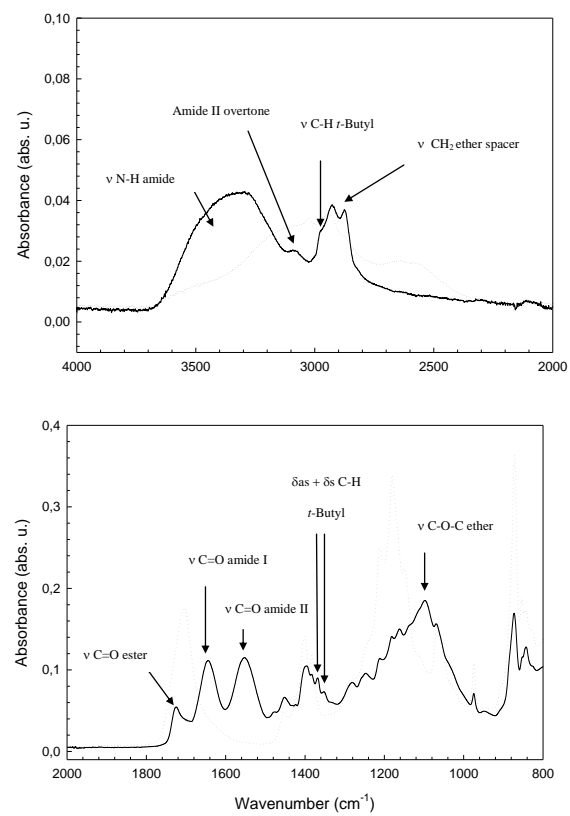 0,10
0,08
0,06
0,04
0,02
0,00
Absorbance (abs. u.)
Amide II overtone
ν C-H t-Butyl
ν CH2 ether spacer
ν N-H amide
4000 3500 3000 2500 2000
0,4
0,3
0,2
0,1
0,0
Absorbance (abs. u.)
δas + δs C-H
t-Butyl
ν C-O-C ether
ν C=O amide I
ν C=O amide II
ν C=O ester
2000 1800 1600 1400 1200 1000 800
Wavenumber (cm-1)